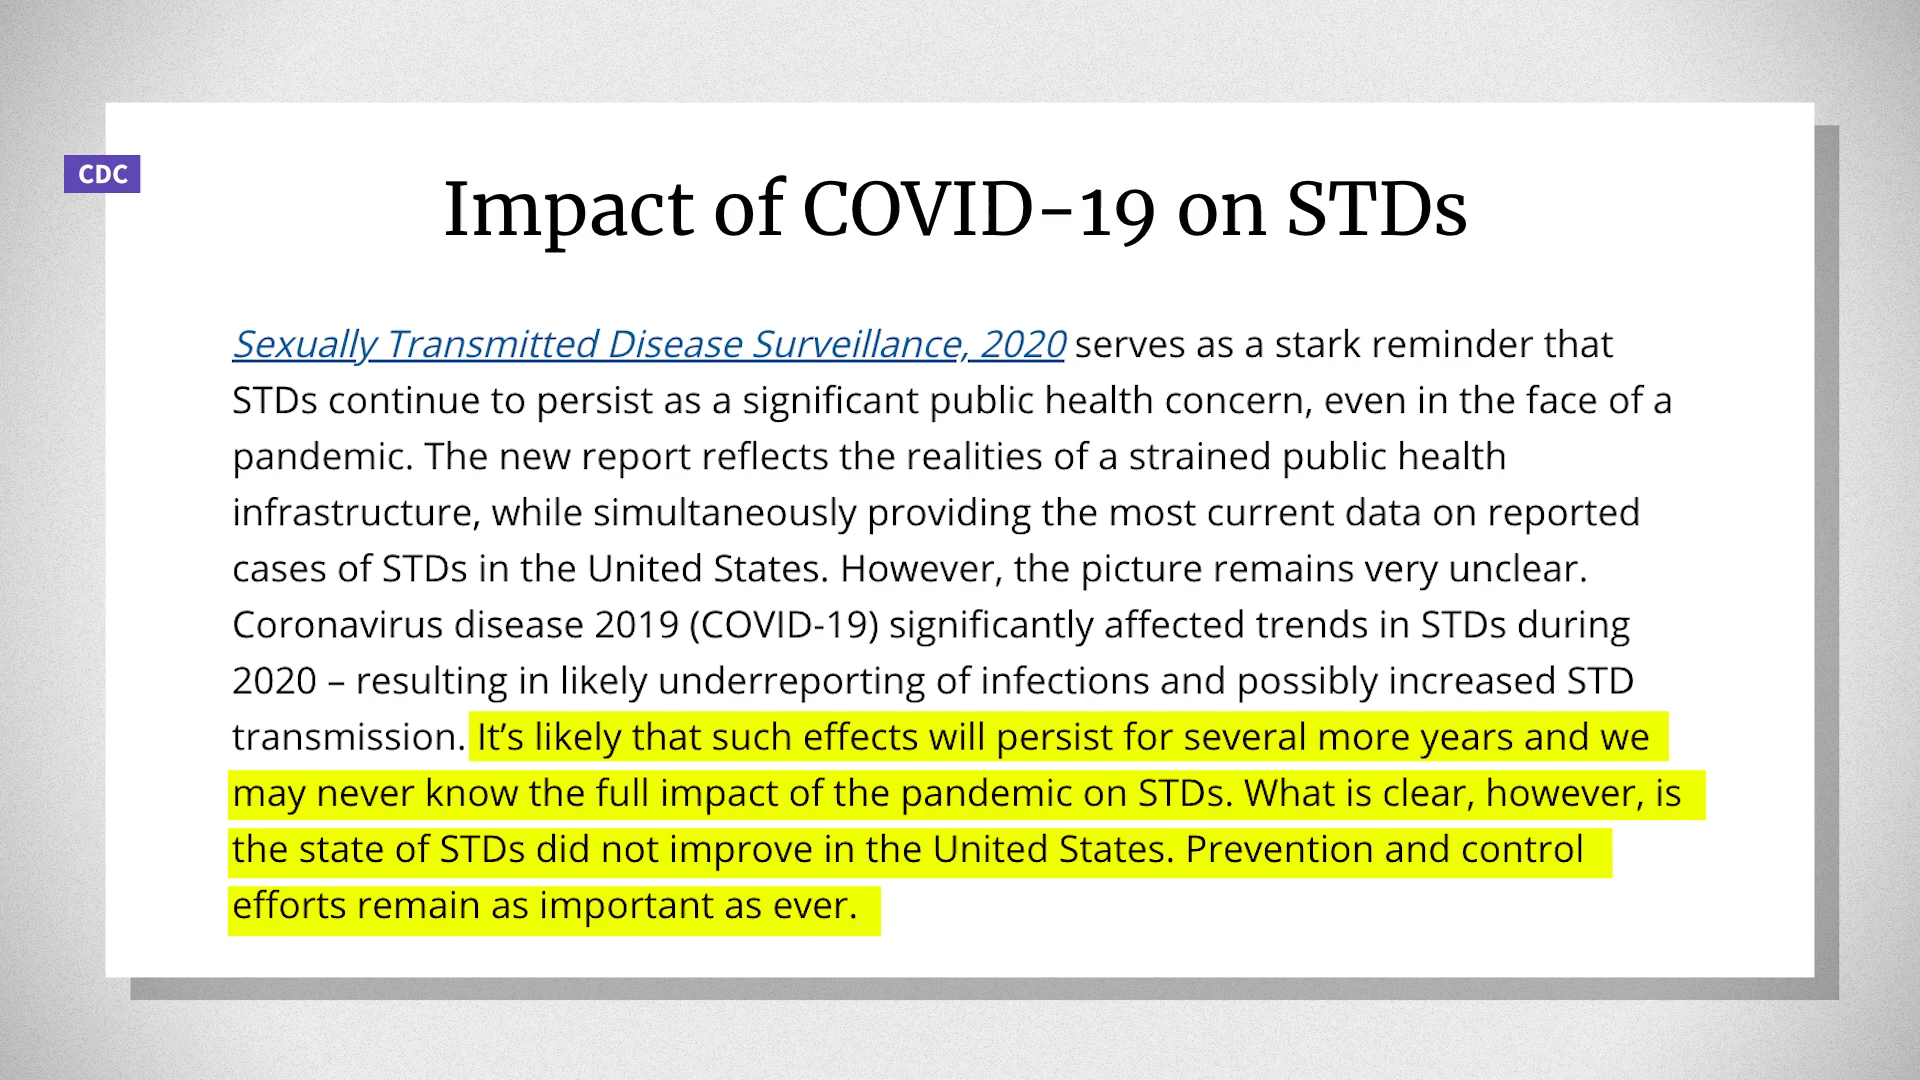 CDC
Impact of COVID-19 on STDs
Sexually Transmitted Disease Surveillance, 2020 serves as a stark reminder that
STDs continue to persist as a significant public health concern, even in the face of a
pandemic. The new report reflects the realities of a strained public health
infrastructure, while simultaneously providing the most current data on reported
cases of STDs in the United States. However, the picture remains very unclear.
Coronavirus disease 2019 (COVID-19) significantly affected trends in STDs during
2020 – resulting in likely underreporting of infections and possibly increased STD
transmission. It’s likely that such effects will persist for several more years and we
may never know the full impact of the pandemic on STDs. What is clear, however, is
the state of STDs did not improve in the United States. Prevention and control
efforts remain as important as ever.